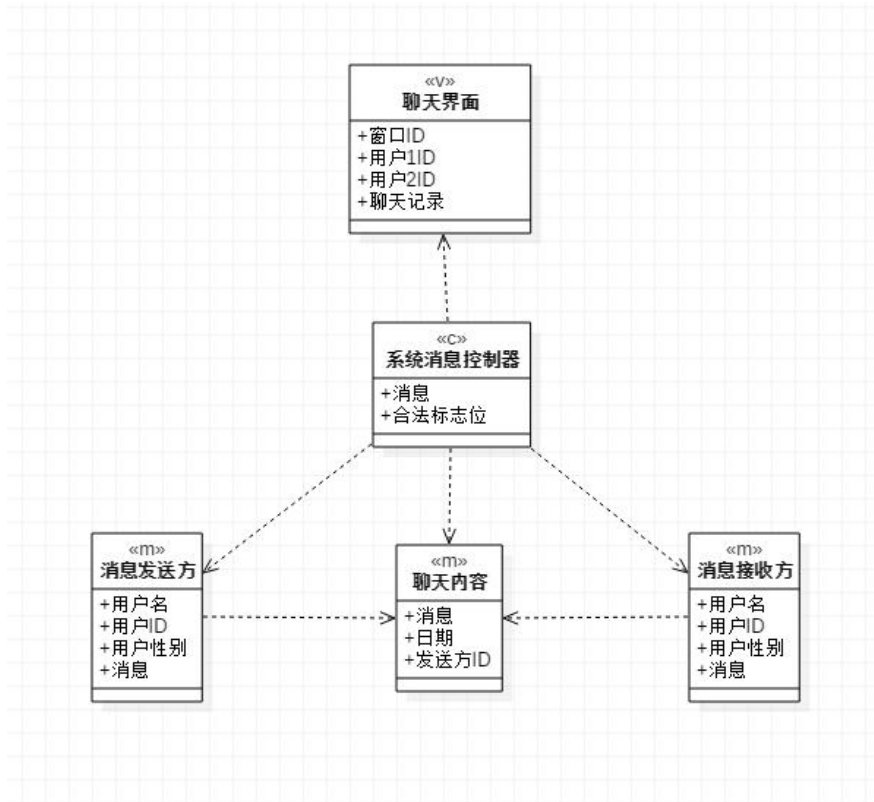 «v»
聊天界面
+窗口ID
+用户1ID
+用户2ID
+聊天记录
«c»
系统消息控制器
+消息
+合法标志位
«m»
消息发送方
+用户名
+用户ID
+用户性别
+消息
«m»
聊天内容
+消息
+日期
+发送方ID
«m»
消息接收方
+用户名
+用户ID
+用户性别
+消息